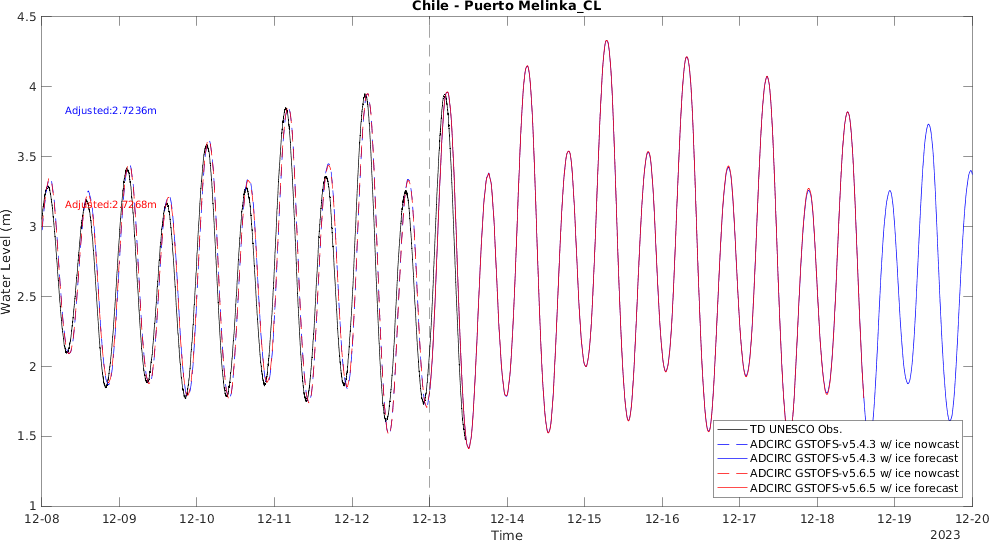 Chile - Puerto Melinka_CL
4.5
4
3.5
3
2.5
2
1.5
1
Water Level (m)
Adjusted:2.7236m
Adjusted:2.7268m
TD UNESCO Obs.
ADCIRC GSTOFS-v5.4.3 w/ ice nowcast
ADCIRC GSTOFS-v5.4.3 w/ ice forecast
ADCIRC GSTOFS-v5.6.5 w/ ice nowcast
ADCIRC GSTOFS-v5.6.5 w/ ice forecast
12-08 12-09 12-10 12-11 12-12 12-13 12-14 12-15 12-16 12-17 12-18 12-19 12-20
Time
2023